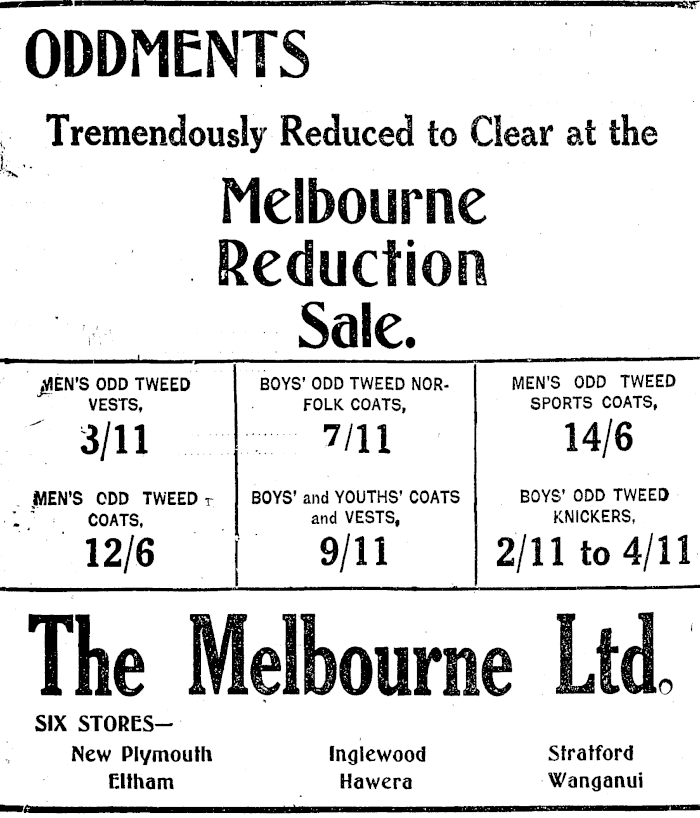 ODDMENTS
Tremendously Reduced to Clear at the
Melbourne
Reduction
Sale.
MEN'S ODD TWEED
VESTS,
3/11
BOYS' ODD TWEED NOR-
FOLK COATS,
7/11
MEN'S ODD TWEED
SPORTS COATS,
14/6
MEN'S ODD TWEED
COATS,
12/6
BOYS' and YOUTHS' COATS
and VESTS,
9/11
BOYS' ODD TWEED
KNICKERS,
2/11 to 4/11
The Melbourne Ltd.
SIX STORES—
New Plymouth Inglewood Stratford
Eltham Hawera Wanganui